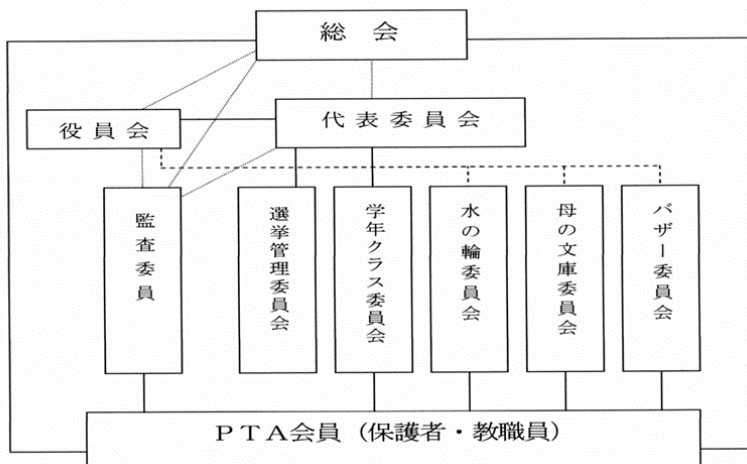 総会
役員会
代表委員会
監査委員
選挙管理委員会
学年クラス委員会
水の輪委員会
母の文庫委員会
バザー委員会
PTA会員（保護者・教職員）